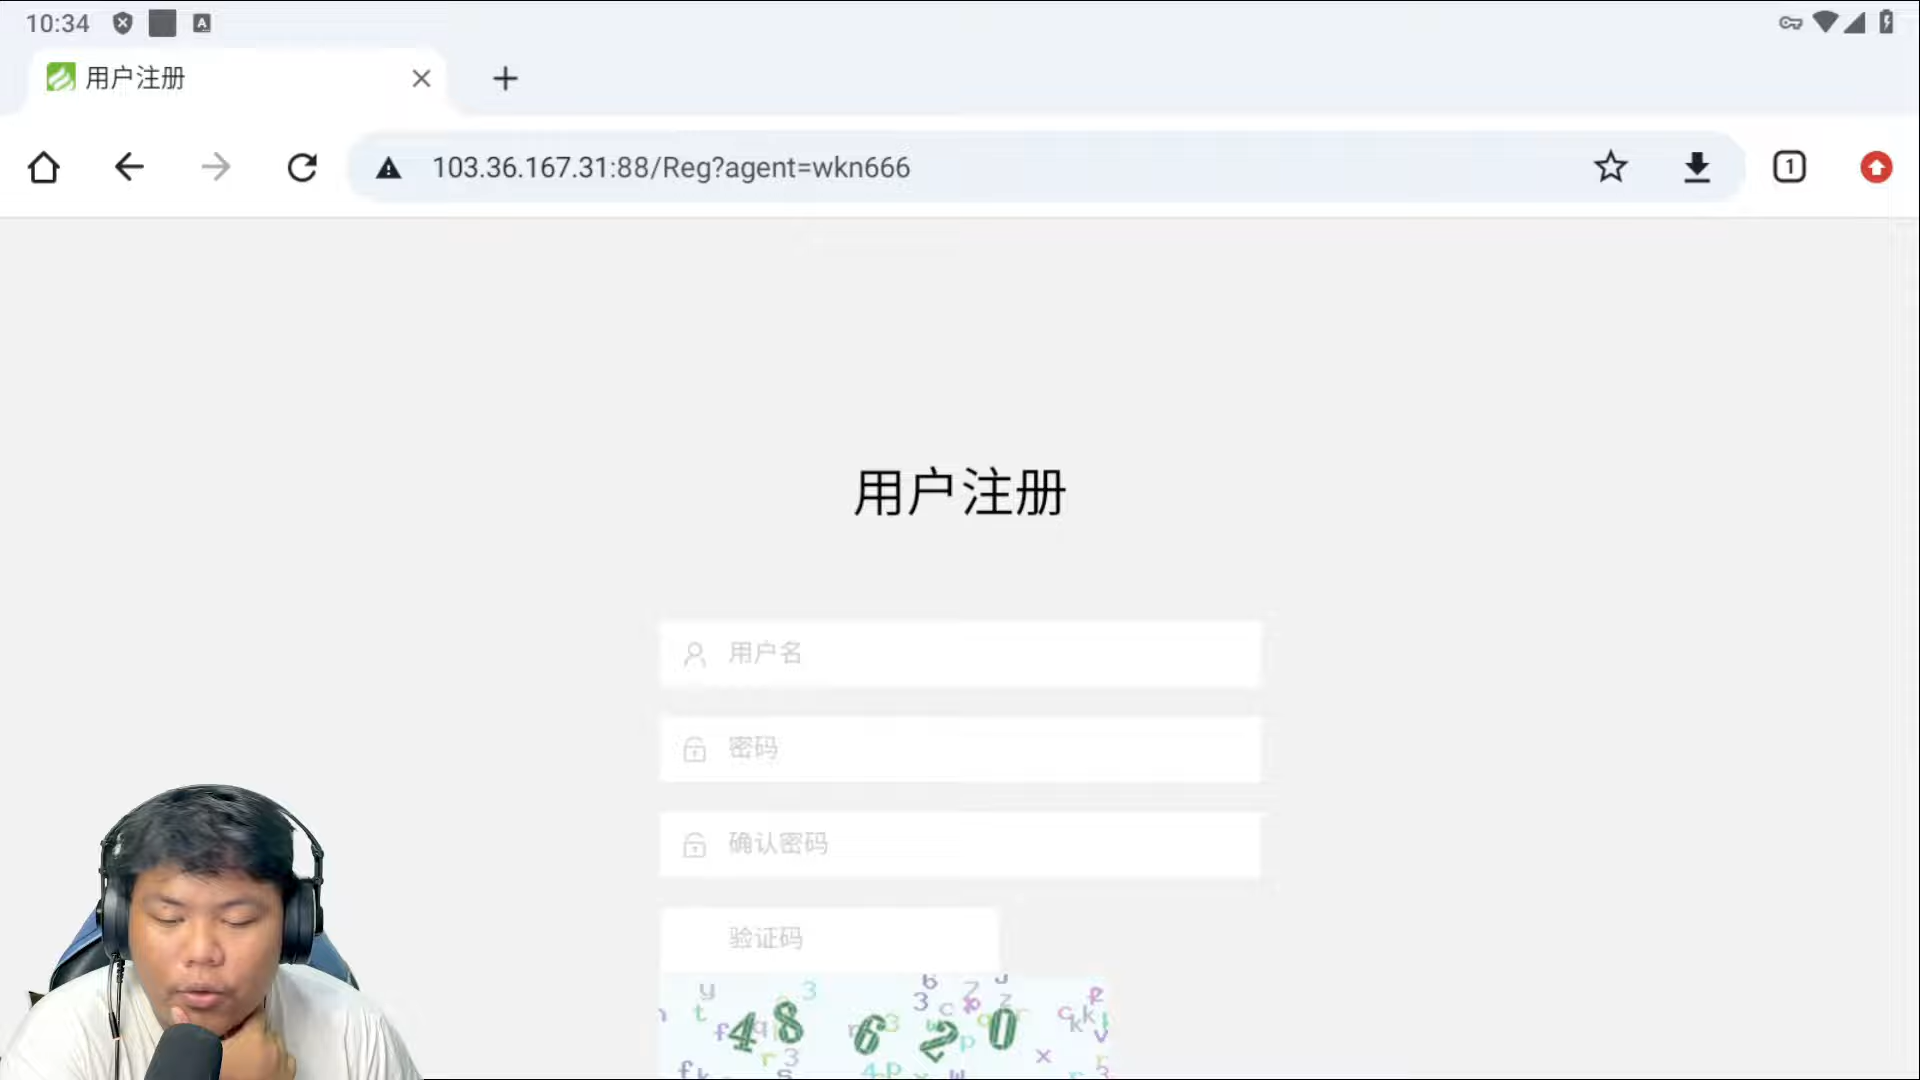 10:34
用户注册
103.36.167.31:88/Reg?agent=wkn666
1
用户注册
用户名
密码
确认密码
验证码
48620